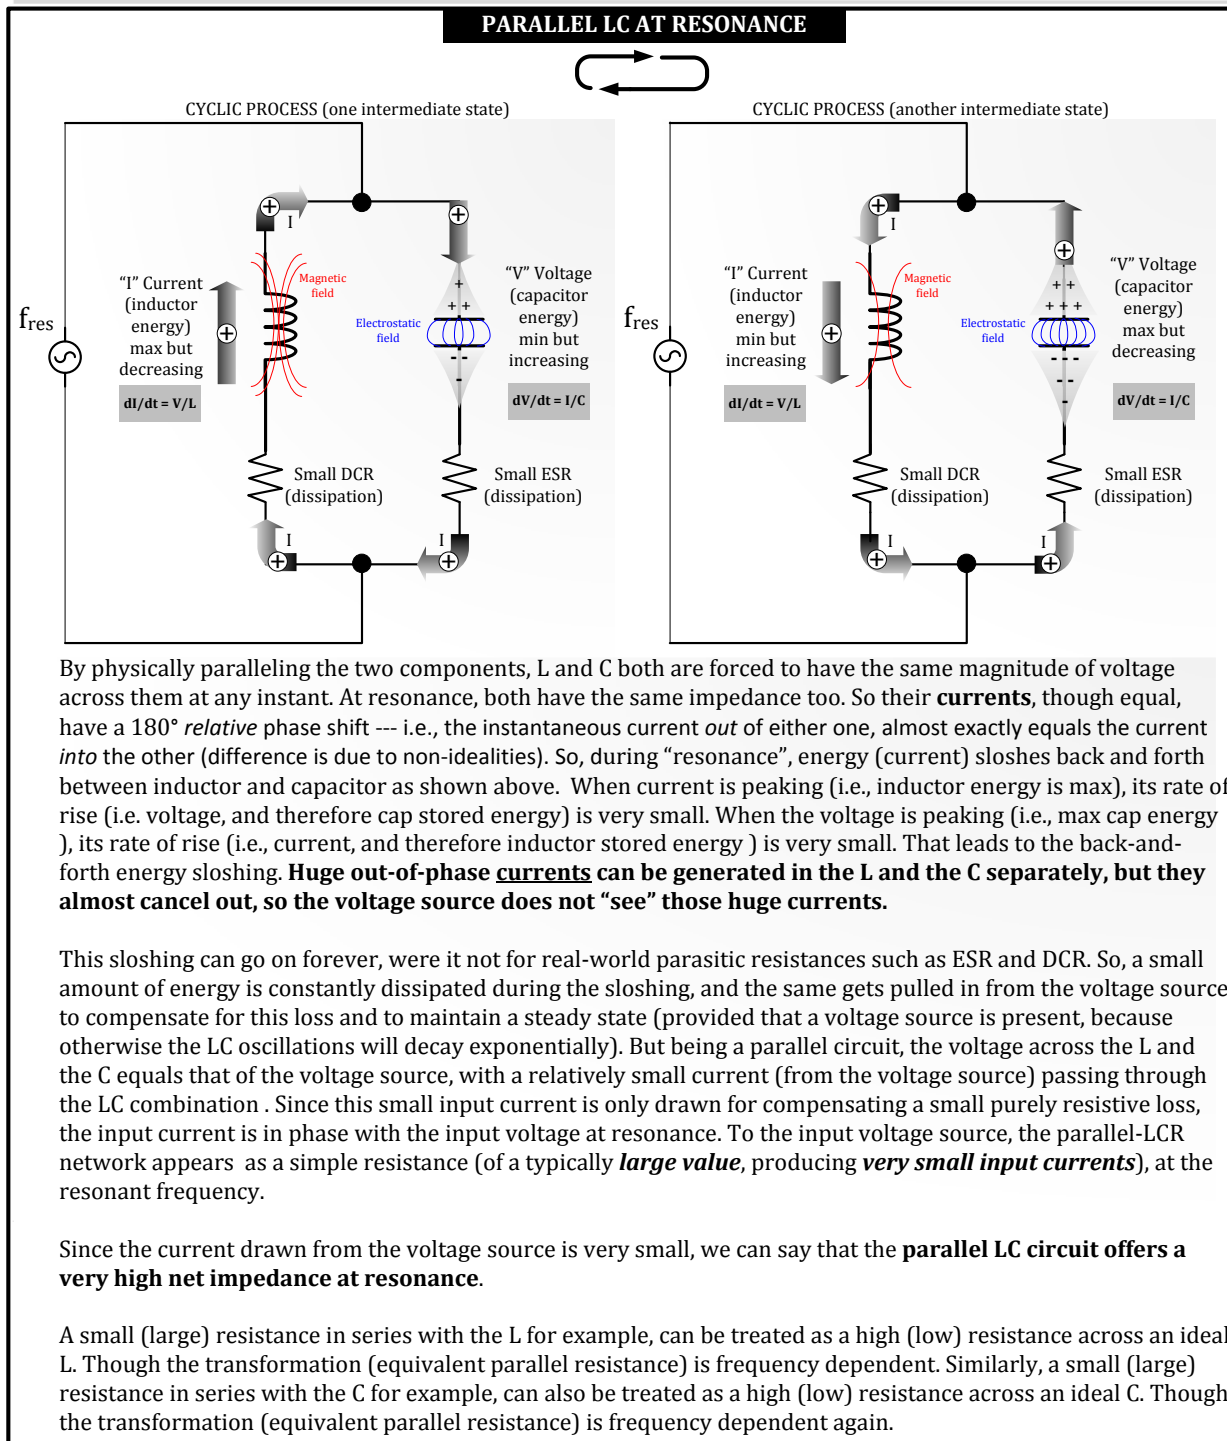 PARALLEL LC AT RESONANCE
CYCLIC PROCESS (one intermediate state)
I
"I" Current
(inductor
energy)
max but
decreasing
dI/dt = V/L
Magnetic
field
+
+
+ +
Electrostatic
field
- -
-
"V" Voltage
(capacitor
energy)
min but
increasing
dV/dt = I/C
fres
+
Small DCR
(dissipation)
Small ESR
(dissipation)
I
I
+
+
CYCLIC PROCESS (another intermediate state)
+
I
"I" Current
(inductor
energy)
min but
increasing
dI/dt = V/L
Magnetic
field
+
+ +
+ + +
Electrostatic
field
- - -
- -
-
"V" Voltage
(capacitor
energy)
max but
decreasing
dV/dt = I/C
fres
+
Small DCR
(dissipation)
Small ESR
(dissipation)
I
I
+
+
By physically paralleling the two components, L and C both are forced to have the same magnitude of voltage
across them at any instant. At resonance, both have the same impedance too. So their currents, though equal,
have a 180° relative phase shift --- i.e., the instantaneous current out of either one, almost exactly equals the current
into the other (difference is due to non-idealities). So, during "resonance", energy (current) sloshes back and forth
between inductor and capacitor as shown above. When current is peaking (i.e., inductor energy is max), its rate of
rise (i.e. voltage, and therefore cap stored energy) is very small. When the voltage is peaking (i.e., max cap energy
), its rate of rise (i.e., current, and therefore inductor stored energy ) is very small. That leads to the back-and-
forth energy sloshing. Huge out-of-phase currents can be generated in the L and the C separately, but they
almost cancel out, so the voltage source does not "see" those huge currents.
This sloshing can go on forever, were it not for real-world parasitic resistances such as ESR and DCR. So, a small
amount of energy is constantly dissipated during the sloshing, and the same gets pulled in from the voltage source
to compensate for this loss and to maintain a steady state (provided that a voltage source is present, because
otherwise the LC oscillations will decay exponentially). But being a parallel circuit, the voltage across the L and
the C equals that of the voltage source, with a relatively small current (from the voltage source) passing through
the LC combination . Since this small input current is only drawn for compensating a small purely resistive loss,
the input current is in phase with the input voltage at resonance. To the input voltage source, the parallel-LCR
network appears as a simple resistance (of a typically large value, producing very small input currents), at the
resonant frequency.
Since the current drawn from the voltage source is very small, we can say that the parallel LC circuit offers a
very high net impedance at resonance.
A small (large) resistance in series with the L for example, can be treated as a high (low) resistance across an ideal
L. Though the transformation (equivalent parallel resistance) is frequency dependent. Similarly, a small (large)
resistance in series with the C for example, can also be treated as a high (low) resistance across an ideal C. Though
the transformation (equivalent parallel resistance) is frequency dependent again.